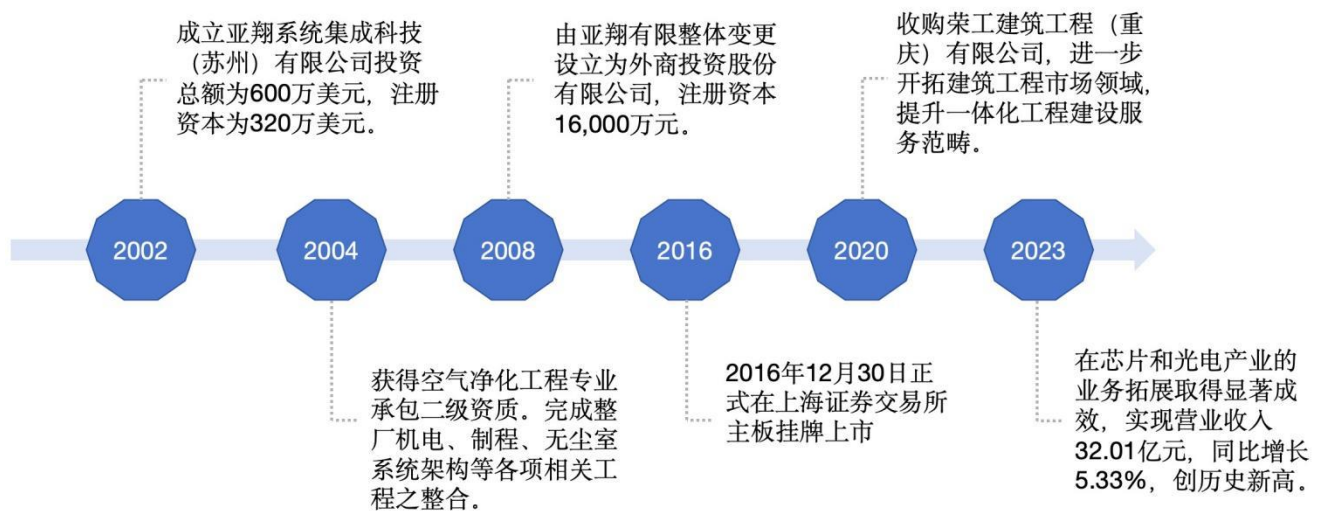 成立亚翔系统集成科技
（苏州）有限公司投资
总额为600万美元，注册
资本为320万美元。
由亚翔有限整体变更
设立为外商投资股份
有限公司，注册资本
16,000万元。
收购荣工建筑工程（重
庆）有限公司，进一步
开拓建筑工程市场领域，
提升一体化工程建设服
务范畴。
2002
2004
2008
2016
2020
2023
获得空气净化工程专业
承包二级资质。完成整
厂机电、制程、无尘室
系统架构等各项相关工
程之整合。
2016年12月30日正
式在上海证券交易所
主板挂牌上市
在芯片和光电产业的
业务拓展取得显著成
效，实现营业收入
32.01亿元，同比增长
5.33%，创历史新高。